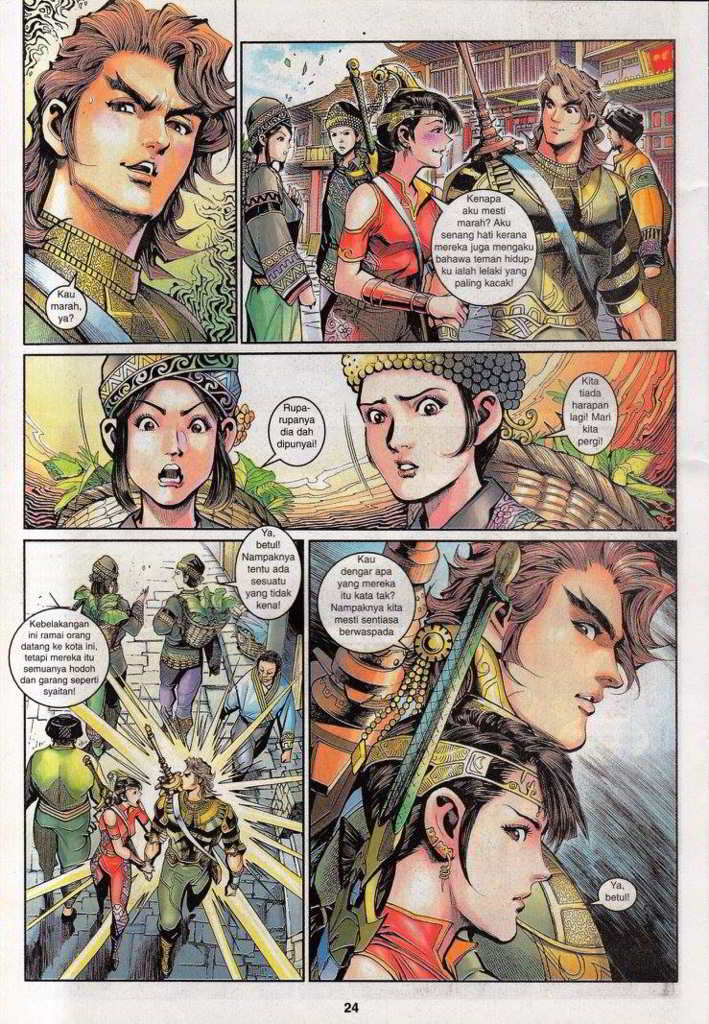 Kau
marah,
ya?
Kenapa
aku mesti
marah? Aku
senang hati kerana
mereka juga mengaku
bahawa teman hidup-
ku ialah lelaki yang
paling kacak!
Rupa-
rupanya
dia dah
dipunyai!
Kita
tiada
harapan
lagi! Mari
kita
pergi!
Ya,
betul!
Nampaknya
tentu ada
sesuatu
yang tidak
kena!
Kebelakangan
ini ramai orang
datang ke kota ini,
tetapi mereka itu
semuanya hodoh
dan garang seperti
syaitan!
Kau
dengar apa
yang mereka
itu kata tak?
Nampaknya kita
mesti sentiasa
berwaspada
Ya,
betul!
24